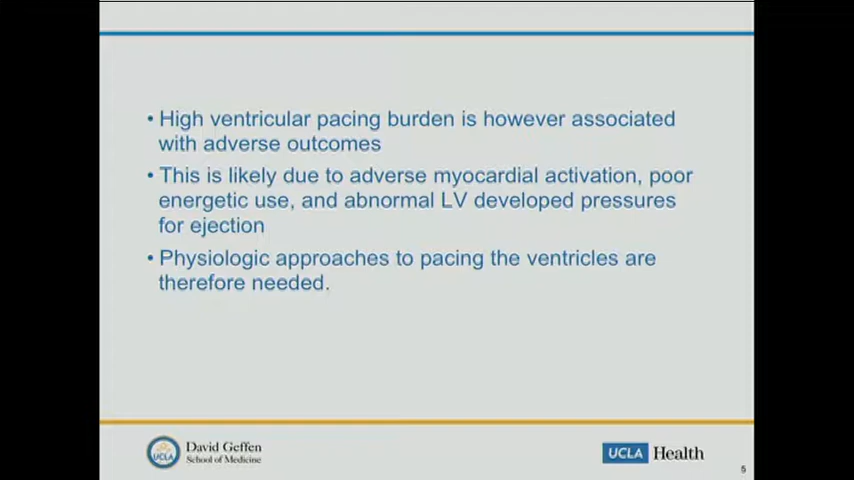 • High ventricular pacing burden is however associated
with adverse outcomes
• This is likely due to adverse myocardial activation, poor
energetic use, and abnormal LV developed pressures
for ejection
• Physiologic approaches to pacing the ventricles are
therefore needed.
UCLA
David Geffen
School of Medicine
UCLA Health
5